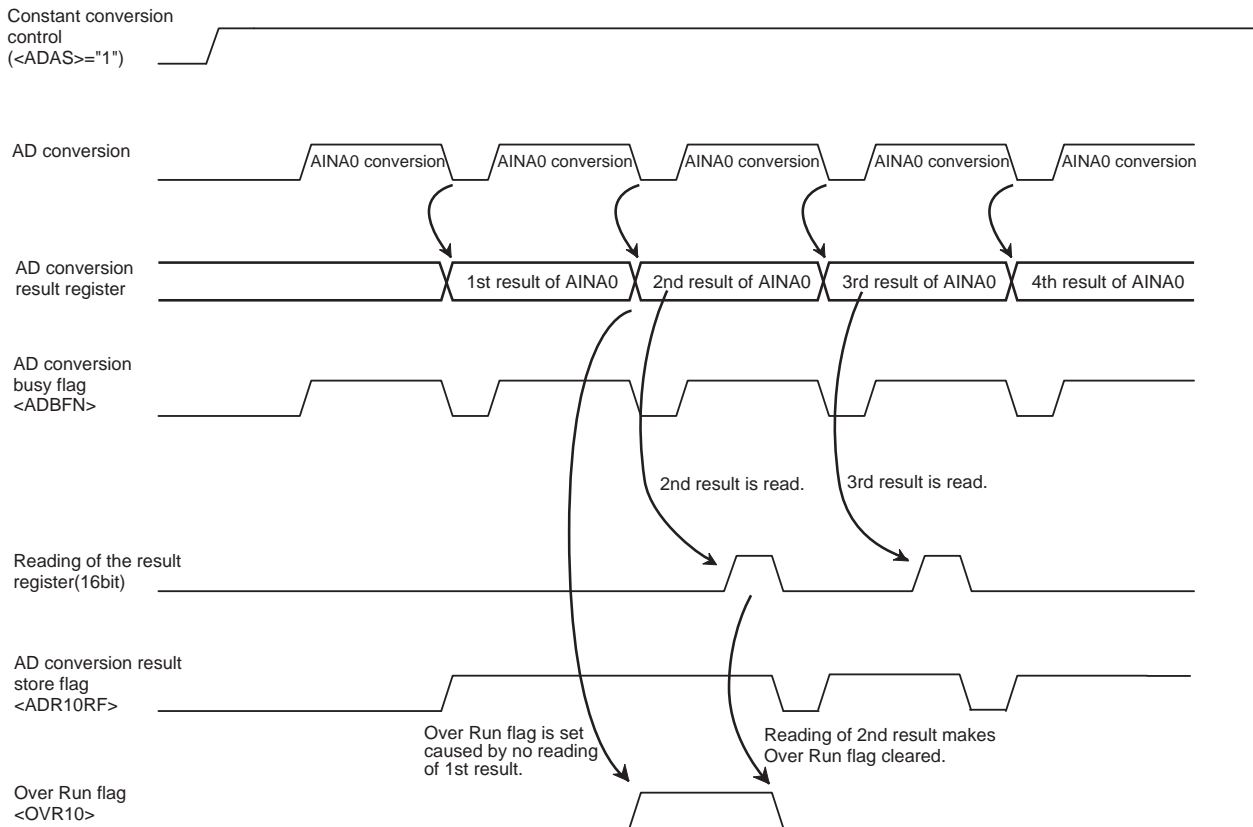 Constant conversion
control
(<ADAS>="1")
AD conversion
AINA0 conversion
AINA0 conversion
AINA0 conversion
AINA0 conversion
AINA0 conversion
AD conversion
result register
1st result of AINA0
2nd result of AINA0
3rd result of AINA0
4th result of AINA0
AD conversion
busy flag
<ADBFN>
2nd result is read.
3rd result is read.
Reading of the result
register(16bit)
AD conversion result
store flag
<ADR10RF>
Over Run flag is set
caused by no reading
of 1st result.
Reading of 2nd result makes
Over Run flag cleared.
Over Run flag
<OVR10>